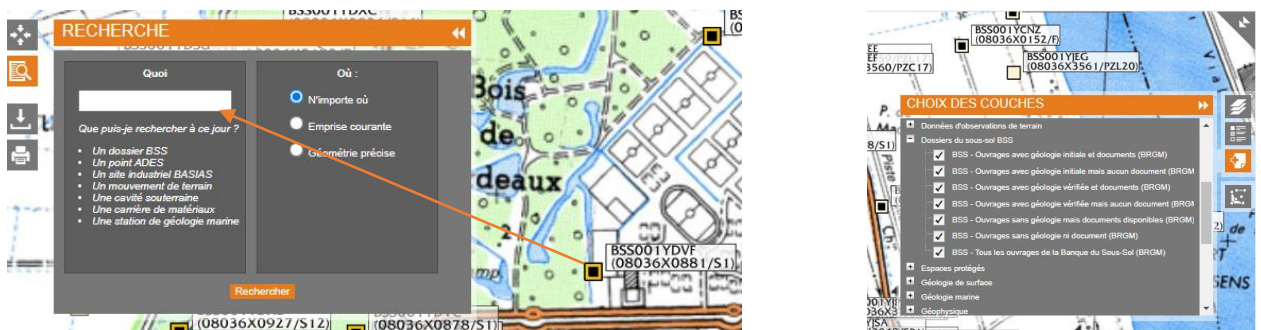 BSS001YDXC
RECHERCHE
Quoi
Que puis-je rechercher à ce jour ?
Un dossier BSS
Un point ADES
Un site industriel BASIAS
Un mouvement de terrain
Une cavité souterraine
Une carrière de matériaux
Une station de géologie marine
Où :
N'importe où
Emprise courante
Géométrie précise
Rechercher
Bois
de
deaux
BSS001YDVF
(08036X0881/S1)
(08036X0927/S12)
(08036X0878/S1)
BSS001YCNZ
(08036X0152/F)
BSS001YJEG
(08036X3561/PZL20)
3560/PZC17)
8/S1)
Piste
CHOIX DES COUCHES
Données d'observations de terrain
Dossiers du sous-sol BSS
BSS - Ouvrages avec géologie initiale et documents (BRGM)
BSS - Ouvrages avec géologie initiale mais aucun document (BRGM
BSS - Ouvrages avec géologie vérifiée et documents (BRGM)
BSS - Ouvrages avec géologie vérifiée mais aucun document (BRGM
BSS - Ouvrages sans géologie mais documents disponibles (BRGM)
BSS - Ouvrages sans géologie ni document (BRGM)
BSS - Tous les ouvrages de la Banque du Sous-Sol (BRGM)
Espaces protégés
Géologie de surface
Géologie marine
Géophysique
de
SENS